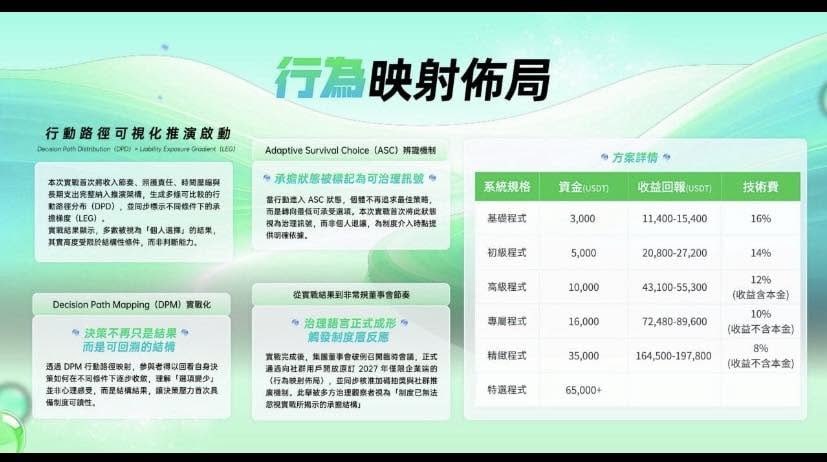 行為映射佈局
行動路徑可視化推演啟動
Decision Path Distribution (DPD) × Liability Exposure Gradient (LEG)
本次實戰首次將收入節奏、照護責任、時間壓縮與
長期支出完整納入推演架構，生成多條可比較的行
動路徑分布（DPD），並同步標示不同條件下的承
擔梯度（LEG）。
實戰結果顯示，多數被視為「個人選擇」的結果，
其實高度受限於結構性條件，而非判斷能力。
Adaptive Survival Choice（ASC）辨證機制
承擔狀態被標記為可治理訊號
當行動進入 ASC 狀態，個體不再追求最佳策略，
而是轉向最低可承受選項。本次實戰首次將此狀態
視為治理訊號，而非個人退讓，為制度介入時點提
供明確依據。
Decision Path Mapping（DPM）實戰化
決策不再只是結果
而是可回溯的結構
透過 DPM 行動路徑映射，參與者得以回看自身決
策如何在不同條件下逐步收斂，理解「選項變少」
並非心理感受，而是結構結果，讓決策壓力首次具
備制度可讀性。
從實戰結果到非常規董事會節奏
治理語言正式成形
觸發制度層反應
實戰完成後，集團董事會破例召開臨時會議，正式
通過向社群用戶開放原訂 2027 年僅限企業端的
《行為映射佈局》，並同步核准加碼抽獎與社群推
廣機制。此舉被多方治理觀察者視為「制度已無法
忽視實戰所揭示的承擔結構」
方案詳情
系統規格 資金(USDT) 收益回報(USDT) 技術費
基礎程式 3,000 11,400-15,400 16%
初級程式 5,000 20,800-27,200 14%
高級程式 10,000 43,100-55,300 12%
(收益含本金)
專屬程式 16,000 72,480-89,600 10%
(收益不含本金)
精緻程式 35,000 164,500-197,800 8%
(收益不含本金)
特選程式 65,000+